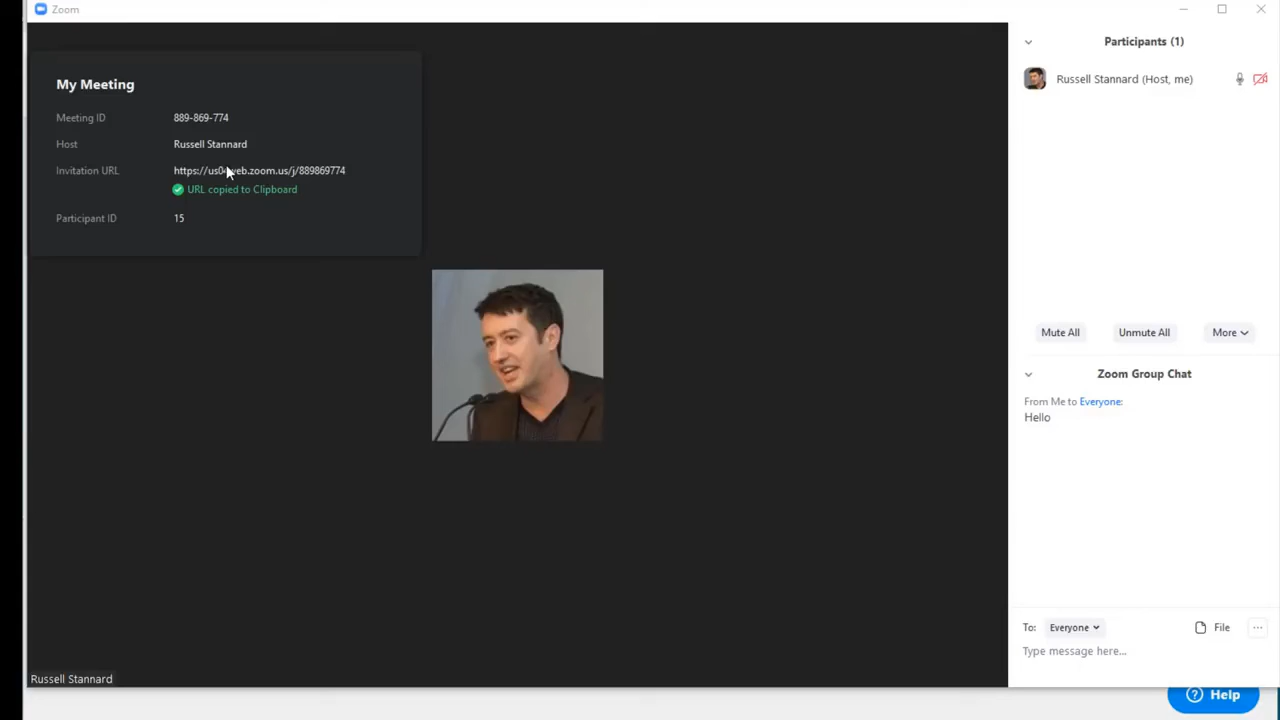 Zoom
My Meeting
Meeting ID 889-869-774
Host Russell Stannard
Invitation URL https://us04web.zoom.us/j/889869774
URL copied to Clipboard
Participant ID 15
Russell Stannard
Participants (1)
Russell Stannard (Host, me)
Mute All Unmute All More
Zoom Group Chat
From Me to Everyone:
Hello
To: Everyone File ...
Type message here...
Help